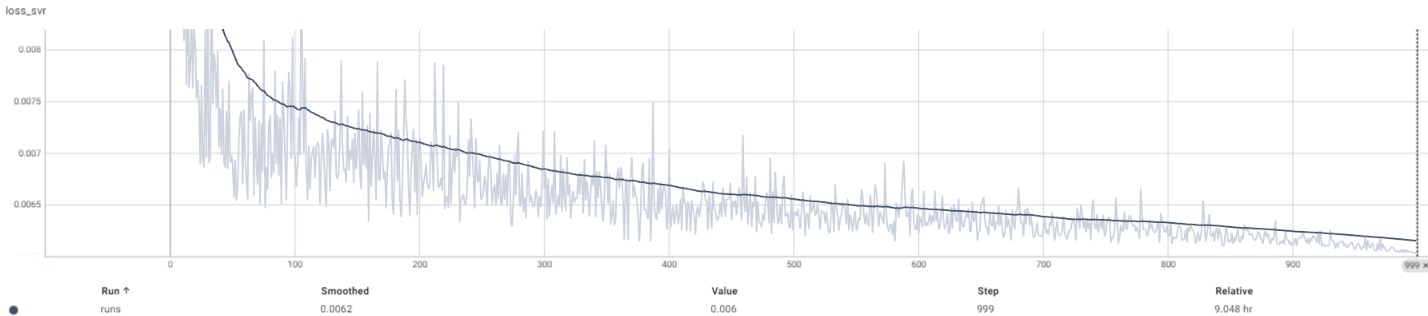 loss_svr
0.008
0.0075
0.007
0.0065
0 100 200 300 400 500 600 700 800 900 999 ×
Run ↑ Smoothed Value Step Relative
runs 0.0062 0.006 999 9.048 hr